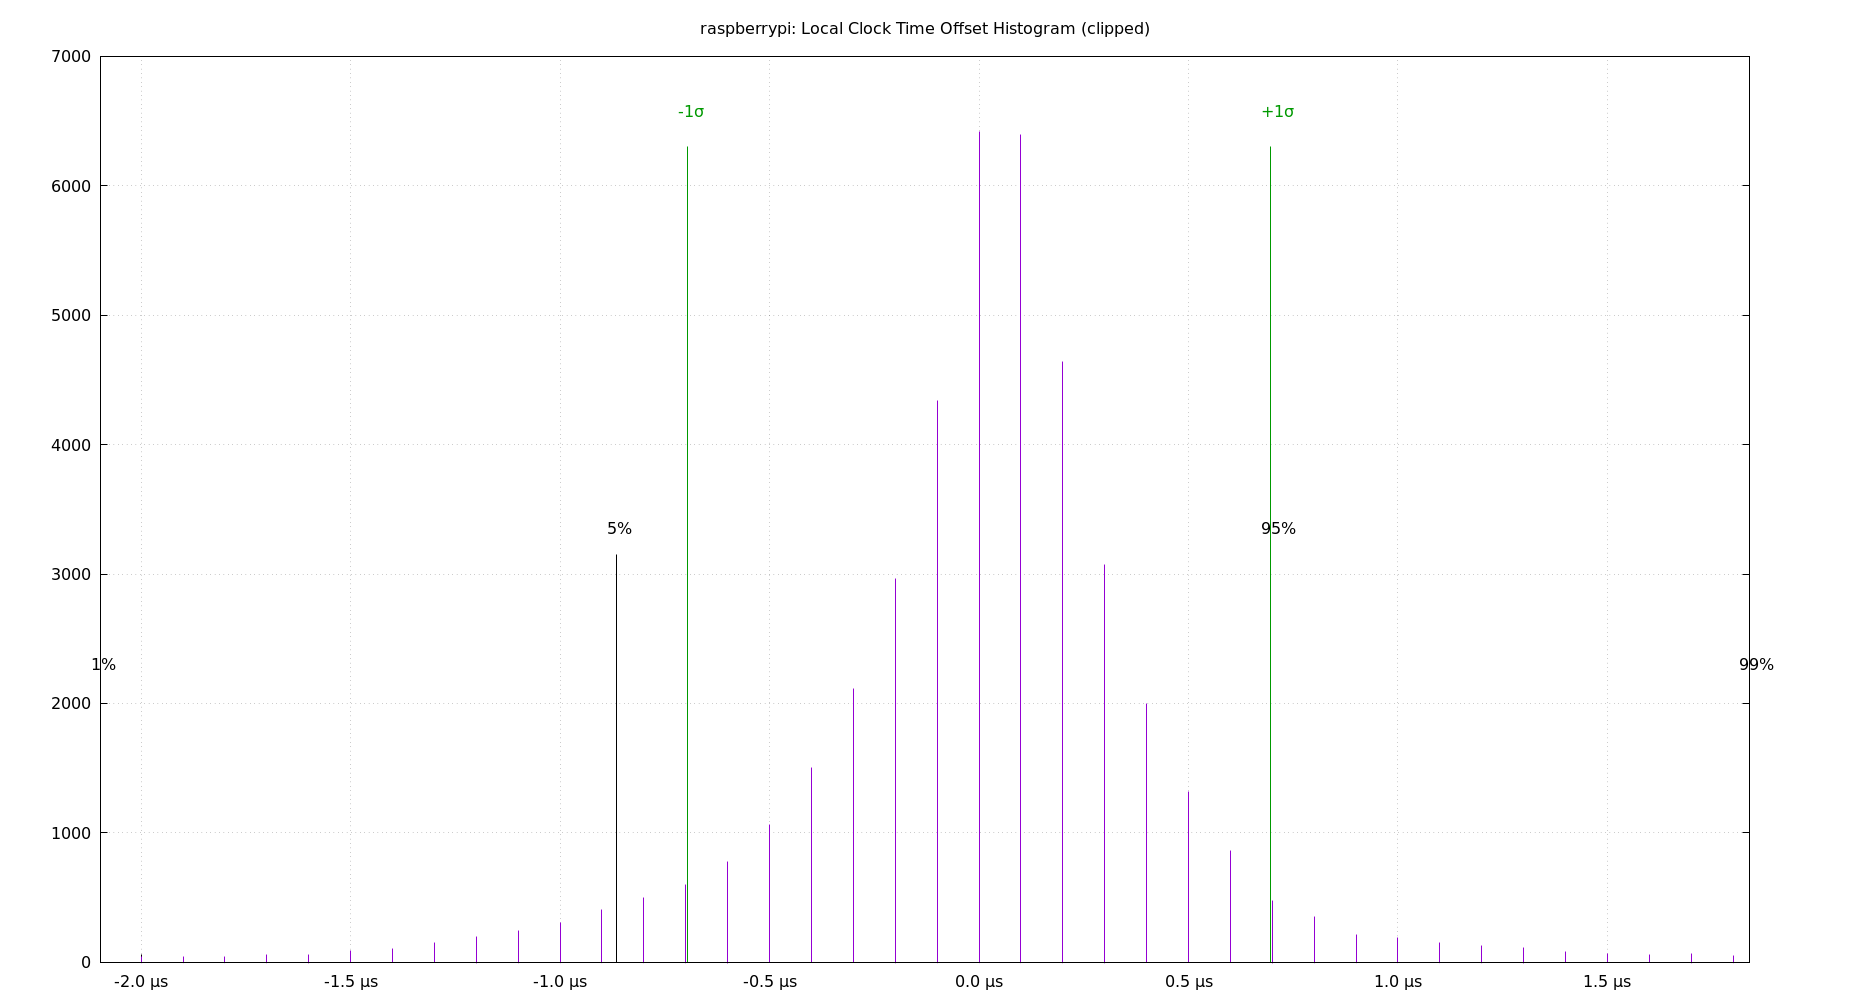 raspberrypi: Local Clock Time Offset Histogram (clipped)
7000
-1σ
+1σ
6000
5000
4000
5%
95%
3000
1%
99%
2000
1000
0
-2.0 µs
-1.5 µs
-1.0 µs
-0.5 µs
0.0 µs
0.5 µs
1.0 µs
1.5 µs